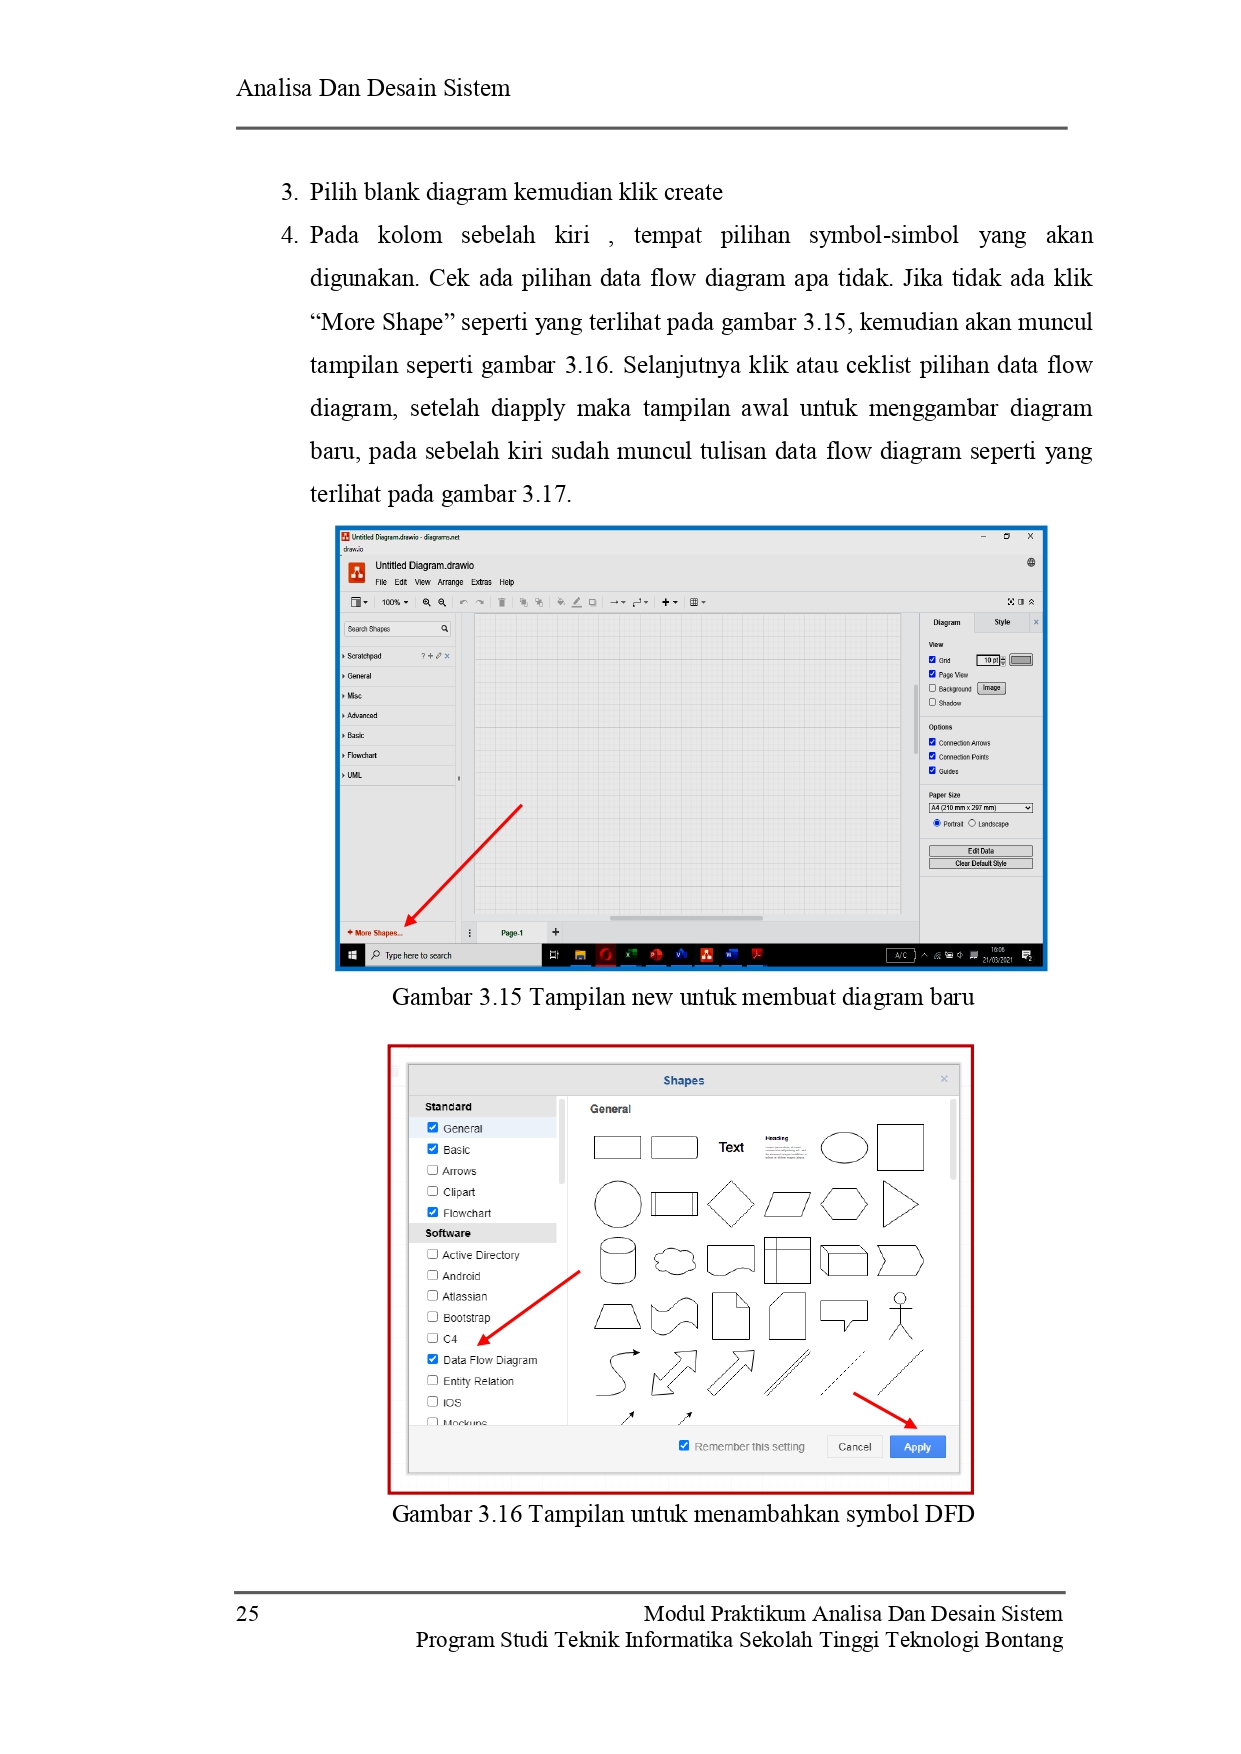 Analisa Dan Desain Sistem
3. Pilih blank diagram kemudian klik create
4. Pada kolom sebelah kiri , tempat pilihan symbol-simbol yang akan
digunakan. Cek ada pilihan data flow diagram apa tidak. Jika tidak ada klik
“More Shape” seperti yang terlihat pada gambar 3.15, kemudian akan muncul
tampilan seperti gambar 3.16. Selanjutnya klik atau ceklist pilihan data flow
diagram, setelah diapply maka tampilan awal untuk menggambar diagram
baru, pada sebelah kiri sudah muncul tulisan data flow diagram seperti yang
terlihat pada gambar 3.17.
Untitled Diagram.drawio - diagrams.net
draw.io
Untitled Diagram.drawio
File Edit View Arrange Extras Help
100%
Search Shapes
Scratchpad
General
Misc
Advanced
Basic
Flowchart
UML
+ More Shapes...
Page-1
Diagram Style
View
Grid 10 pt
Page View
Background Image
Shadow
Options
Connection Arrows
Connection Points
Guides
Paper Size
A4 (210 mm x 297 mm)
Portrait Landscape
Edit Data
Clear Default Style
Type here to search
A/C
16:06
21/03/2021
Gambar 3.15 Tampilan new untuk membuat diagram baru
Shapes
Standard
General
Basic
Arrows
Clipart
Flowchart
Software
Active Directory
Android
Atlassian
Bootstrap
C4
Data Flow Diagram
Entity Relation
iOS
Mockups
General
Text
Heading
Remember this setting
Cancel
Apply
Gambar 3.16 Tampilan untuk menambahkan symbol DFD
25 Modul Praktikum Analisa Dan Desain Sistem
Program Studi Teknik Informatika Sekolah Tinggi Teknologi Bontang